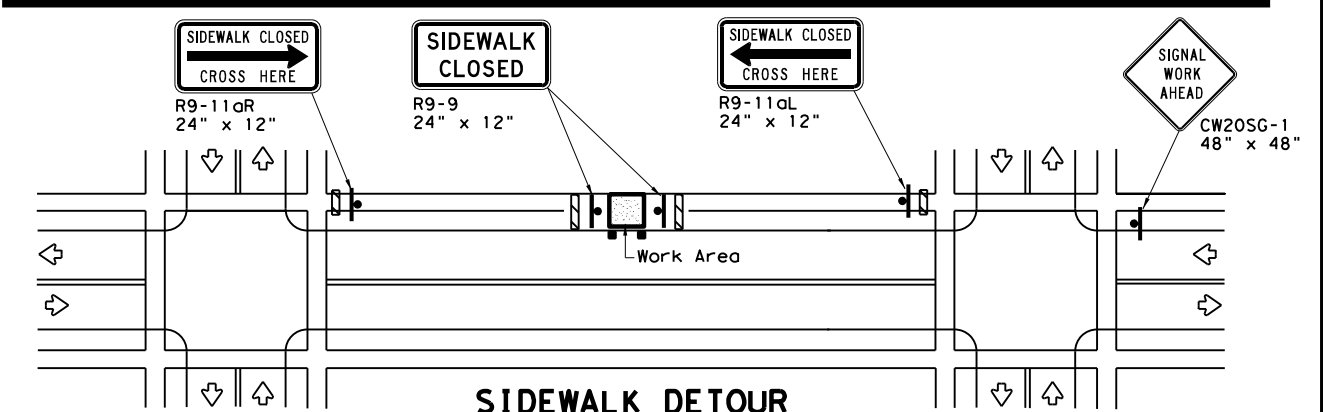 SIDEWALK CLOSED
CROSS HERE
R9-11aR
24" x 12"
SIDEWALK
CLOSED
R9-9
24" x 12"
SIDEWALK CLOSED
CROSS HERE
R9-11aL
24" x 12"
SIGNAL
WORK
AHEAD
CW20SG-1
48" x 48"
Work Area
SIDEWALK DETOUR